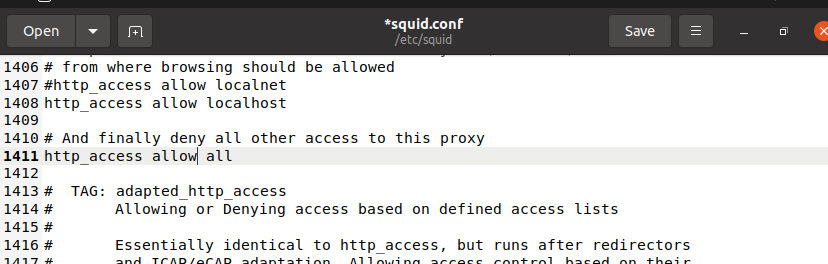 Open
*squid.conf
/etc/squid
Save
1406 # from where browsing should be allowed
1407 #http_access allow localnet
1408 http_access allow localhost
1409
1410 # And finally deny all other access to this proxy
1411 http_access allow all
1412
1413 #  TAG: adapted_http_access
1414 #       Allowing or Denying access based on defined access lists
1415 #
1416 #       Essentially identical to http_access, but runs after redirectors
1417 #       and ICAP/eCAP adaptation. Allowing access control based on their